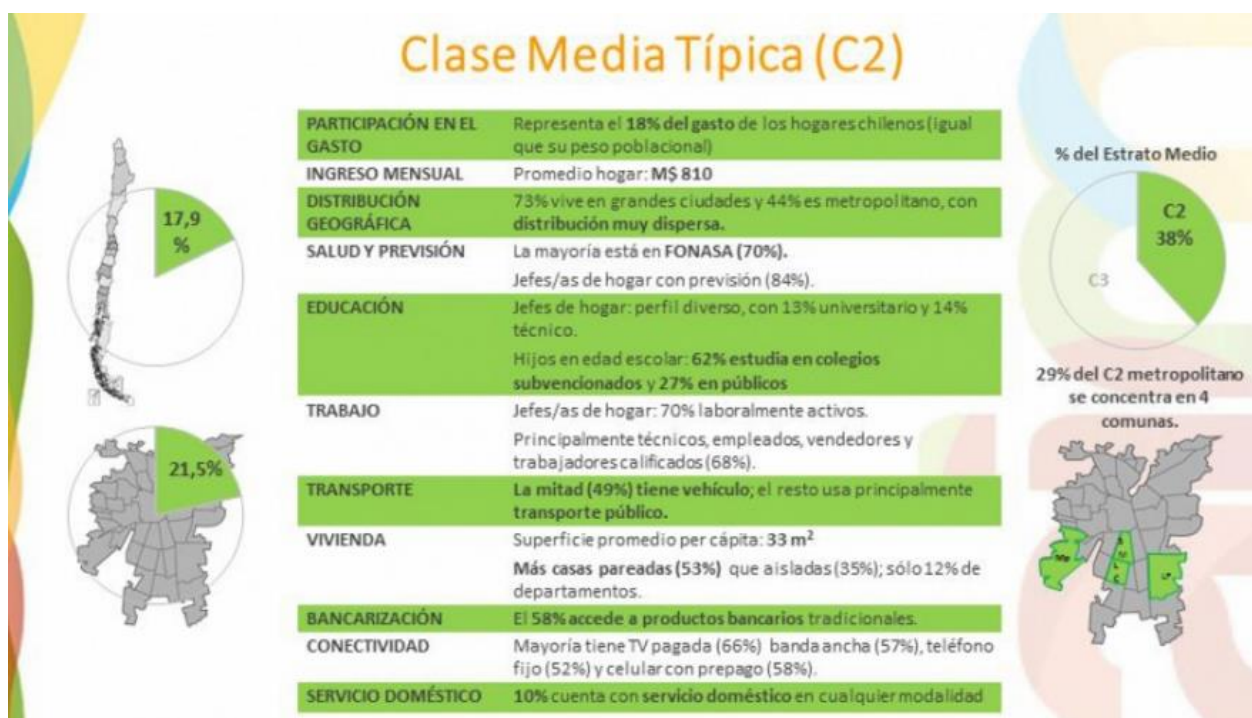 Clase Media Típica (C2)
PARTICIPACIÓN EN EL
GASTO
Representa el 18% del gasto de los hogares chilenos (igual
que su peso poblacional)
INGRESO MENSUAL
Promedio hogar: M$ 810
DISTRIBUCIÓN
GEOGRÁFICA
73% vive en grandes ciudades y 44% es metropolitano, con
distribución muy dispersa.
SALUD Y PREVISIÓN
La mayoría está en FONASA (70%).
Jefes/as de hogar con previsión (84%).
EDUCACIÓN
Jefes de hogar: perfil diverso, con 13% universitario y 14%
técnico.
Hijos en edad escolar: 62% estudia en colegios
subvencionados y 27% en públicos
TRABAJO
Jefes/as de hogar: 70% laboralmente activos.
Principalmente técnicos, empleados, vendedores y
trabajadores calificados (68%).
TRANSPORTE
La mitad (49%) tiene vehículo; el resto usa principalmente
transporte público.
VIVIENDA
Superficie promedio per cápita: 33 m²
Más casas pareadas (53%) que aisladas (35%); sólo 12% de
departamentos.
BANCARIZACIÓN
El 58% accede a productos bancarios tradicionales.
CONECTIVIDAD
Mayoría tiene TV pagada (66%) banda ancha (57%), teléfono
fijo (52%) y celular con prepago (58%).
SERVICIO DOMÉSTICO
10% cuenta con servicio doméstico en cualquier modalidad
17,9
%
21,5%
% del Estrato Medio
C2
38%
C3
29% del C2 metropolitano
se concentra en 4
comunas.